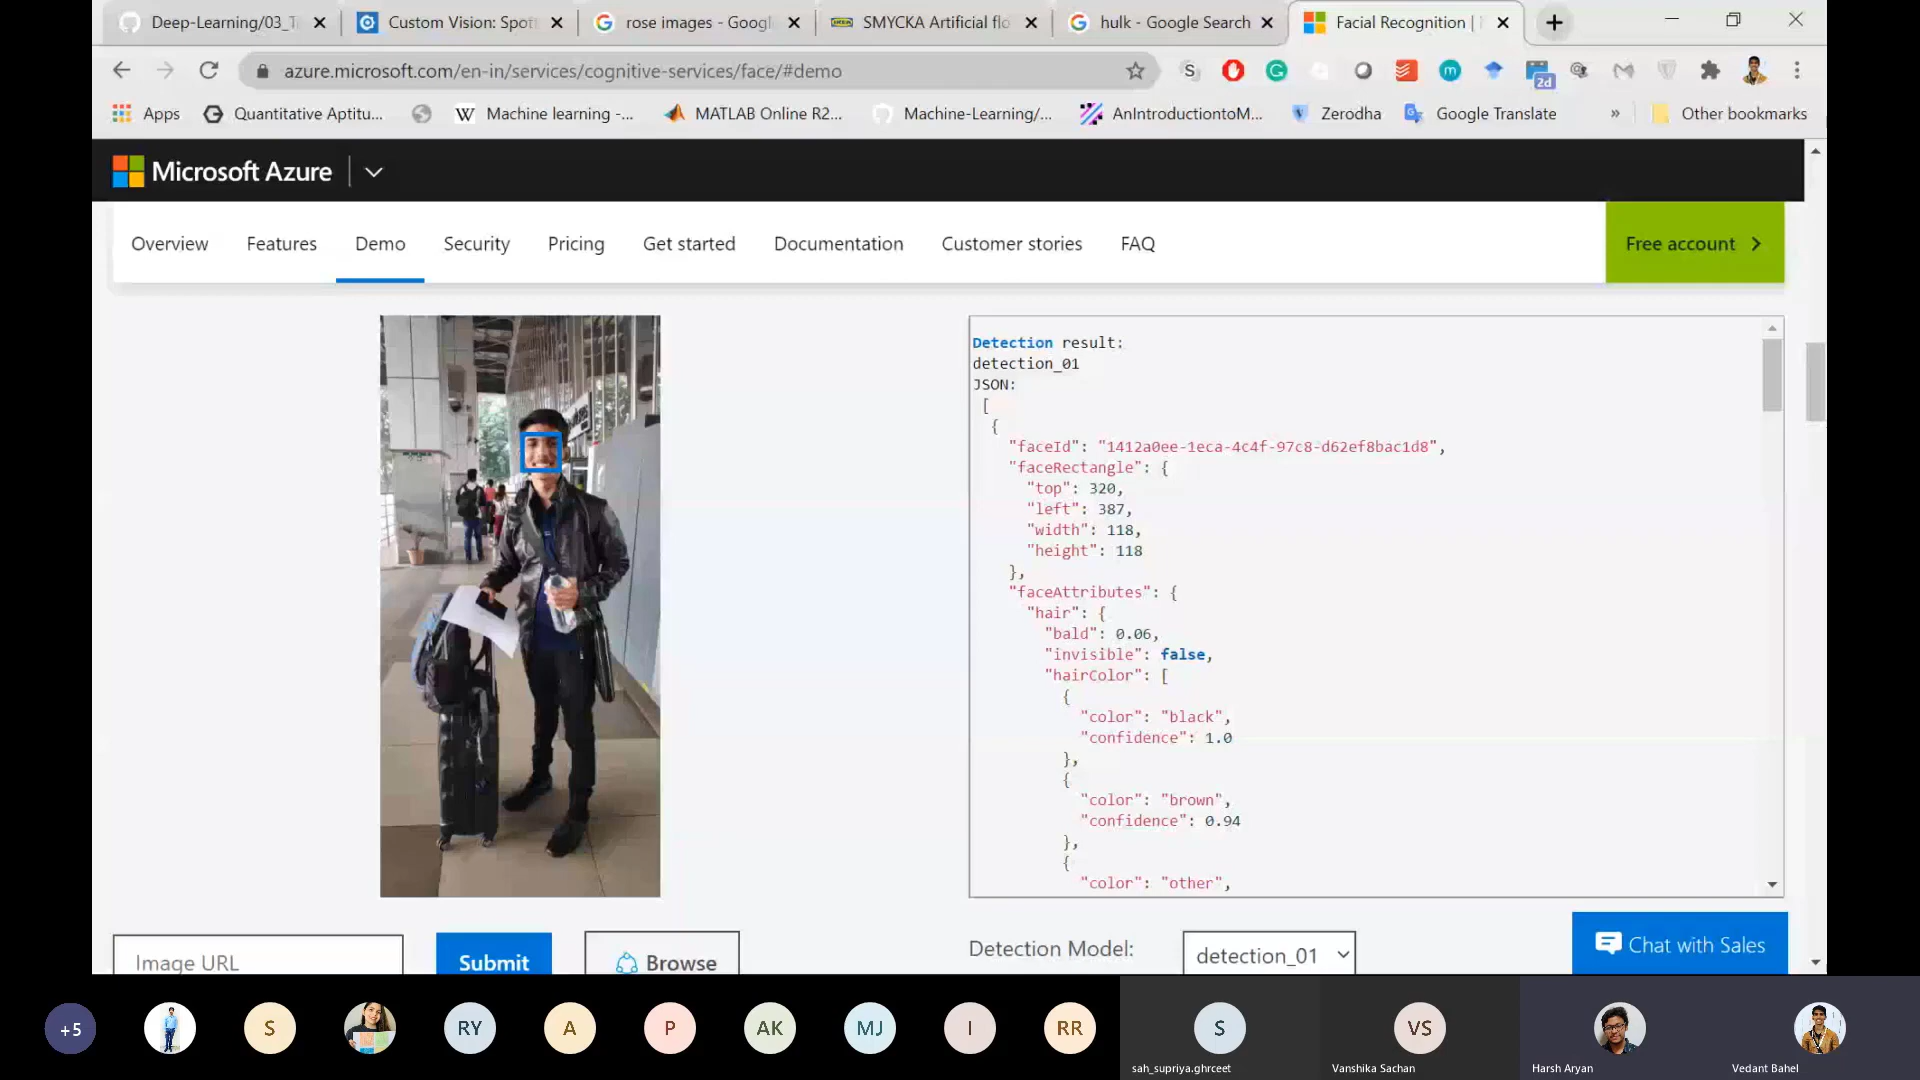 Deep-Learning/03_T
Custom Vision: Spot
rose images - Googl
SMYCKA Artificial flo
hulk - Google Search
Facial Recognition |
azure.microsoft.com/en-in/services/cognitive-services/face/#demo
2d
Apps
Quantitative Aptitu...
Machine learning -...
MATLAB Online R2...
Machine-Learning/...
AnIntroductiontoM...
Zerodha
Google Translate
»
Other bookmarks
Microsoft Azure
Overview
Features
Demo
Security
Pricing
Get started
Documentation
Customer stories
FAQ
Free account
Detection result:
detection_01
JSON:
[
{
"faceId": "1412a0ee-1eca-4c4f-97c8-d62ef8bac1d8",
"faceRectangle": {
"top": 320,
"left": 387,
"width": 118,
"height": 118
},
"faceAttributes": {
"hair": {
"bald": 0.06,
"invisible": false,
"hairColor": [
{
"color": "black",
"confidence": 1.0
},
{
"color": "brown",
"confidence": 0.94
},
{
"color": "other",
Image URL
Submit
Browse
Detection Model:
detection_01
Chat with Sales
+5
S
RY
A
P
AK
MJ
I
RR
S
VS
sah_supriya.ghrceet
Vanshika Sachan
Harsh Aryan
Vedant Bahel